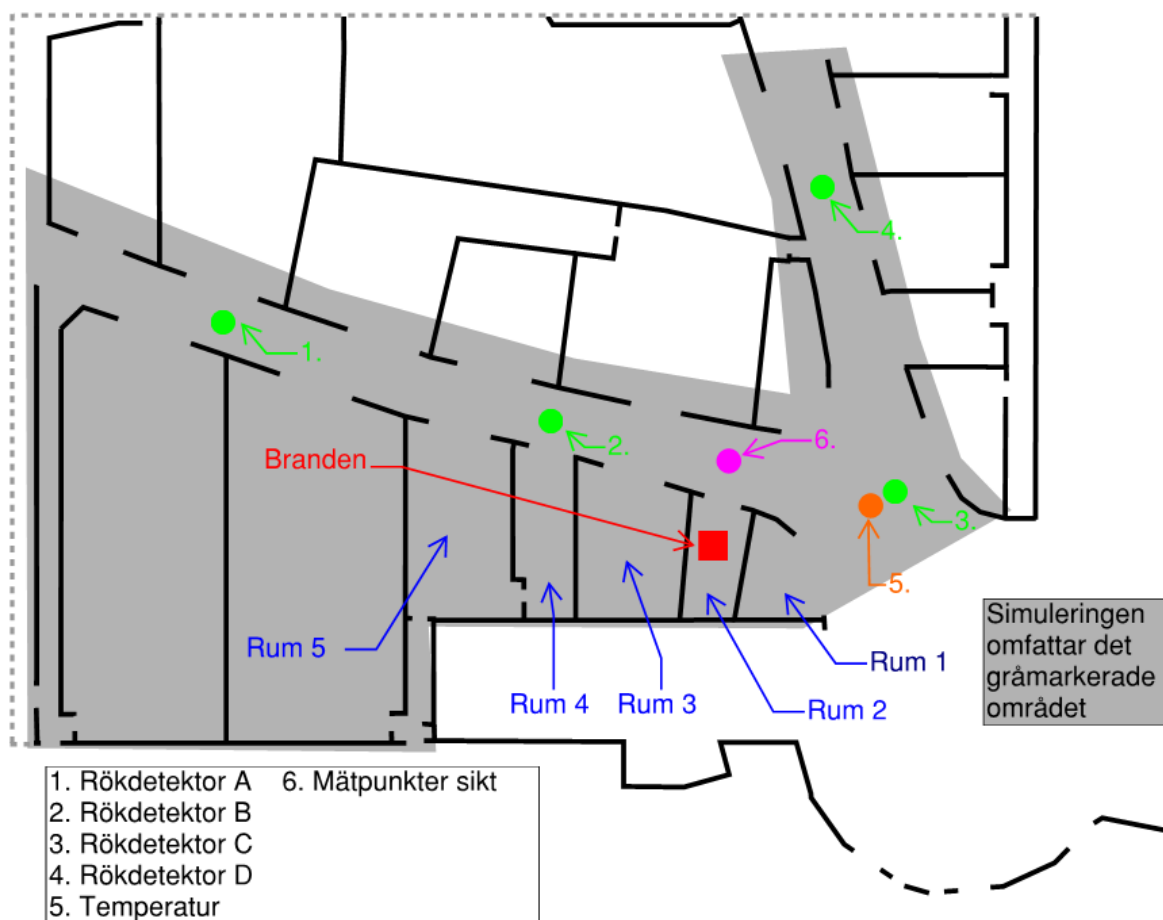 4.
1.
6.
Branden
2.
3.
5.
Rum 5
Rum 4
Rum 3
Rum 2
Rum 1
Simuleringen
omfattar det
gråmarkerade
området
1. Rökdetektor A 6. Mätpunkter sikt
2. Rökdetektor B
3. Rökdetektor C
4. Rökdetektor D
5. Temperatur